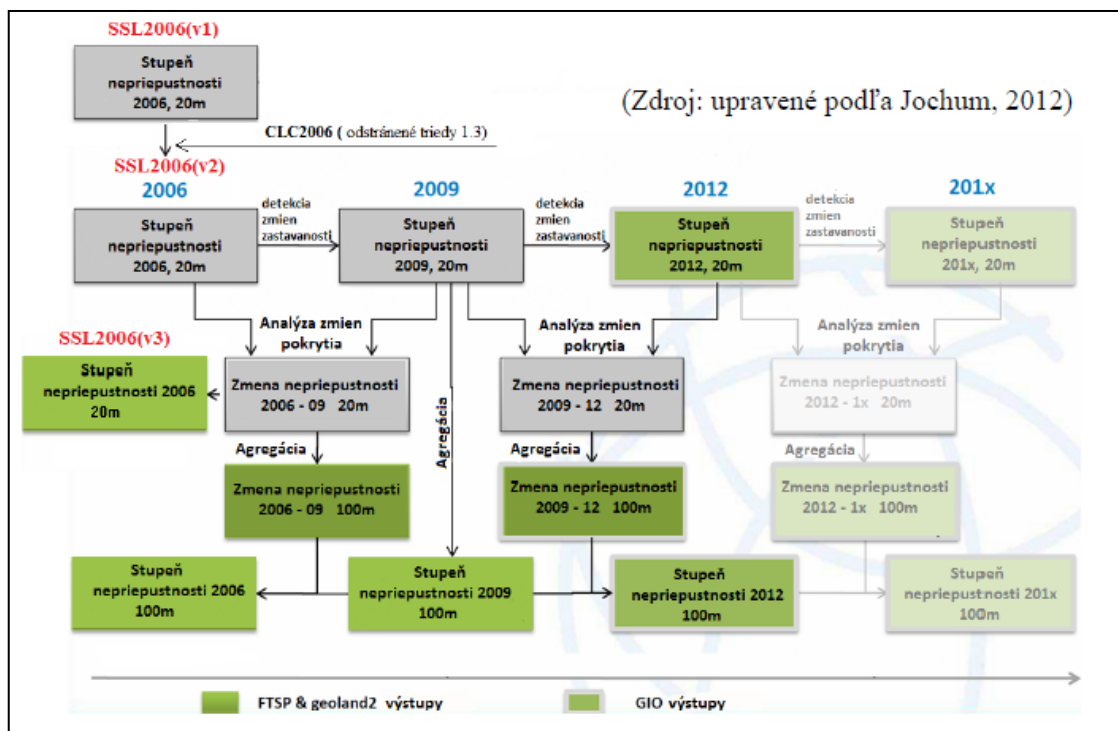 SSL2006(v1)
Stupeň
nepriepustnosti
2006, 20m
(Zdroj: upravené podľa Jochum, 2012)
CLC2006 ( odstránené triedy 1.3)
SSL2006(v2)
2006
2009
2012
201x
Stupeň
nepriepustnosti
2006, 20m
detekcia
zmien
zastavanosti
Stupeň
nepriepustnosti
2009, 20m
detekcia
zmien
zastavanosti
Stupeň
nepriepustnosti
2012, 20m
detekcia
zmien
zastavanosti
Stupeň
nepriepustnosti
201x, 20m
Analýza zmien
pokrytia
Analýza zmien
pokrytia
Analýza zmien
pokrytia
SSL2006(v3)
Stupeň
nepriepustnosti 2006
20m
Zmena nepriepustnosti
2006 - 09 20m
Agregácia
Zmena nepriepustnosti
2009 - 12 20m
Zmena nepriepustnosti
2012 - 1x 20m
Agregácia
Agregácia
Agregácia
Zmena nepriepustnosti
2006 - 09 100m
Zmena nepriepustnosti
2009 - 12 100m
Zmena nepriepustnosti
2012 - 1x 100m
Stupeň
nepriepustnosti 2006
100m
Stupeň
nepriepustnosti 2009
100m
Stupeň
nepriepustnosti 2012
100m
Stupeň
nepriepustnosti 201x
100m
FTSP & geoland2 výstupy
GIO výstupy